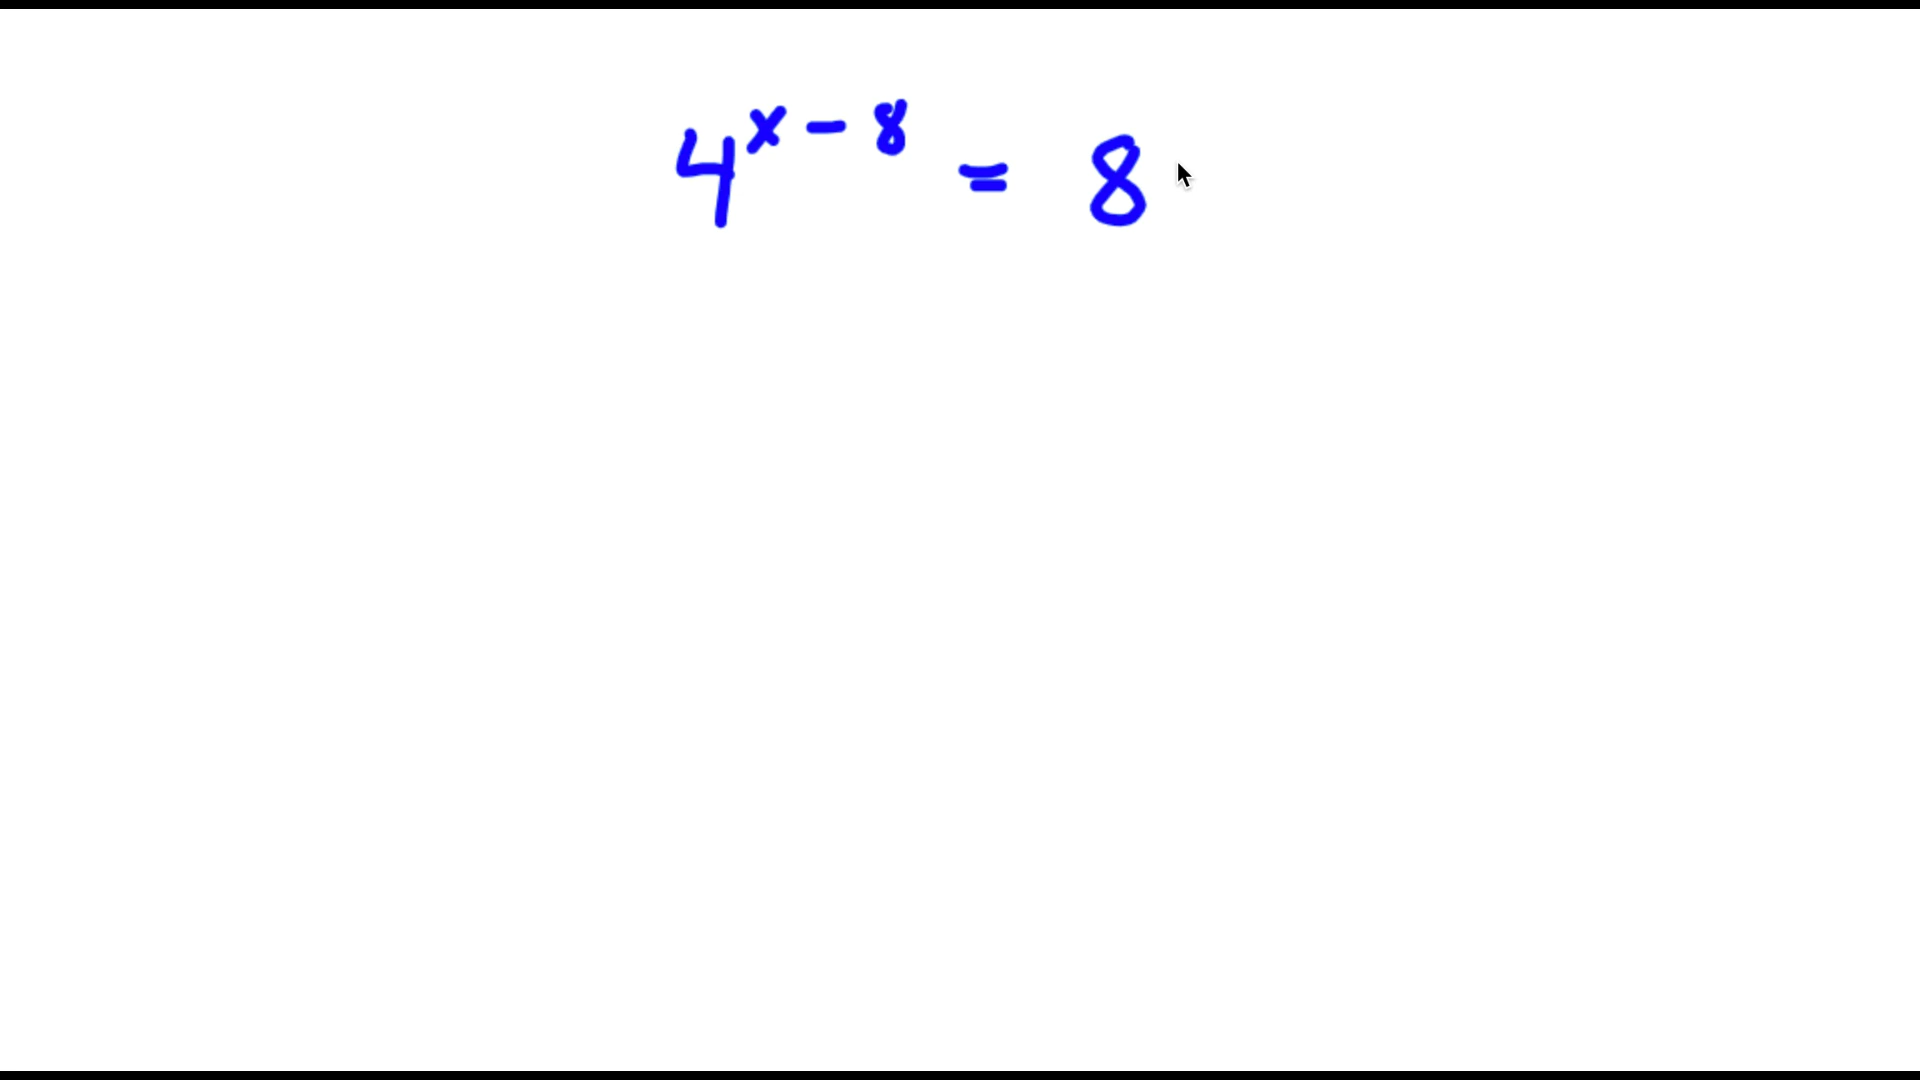 4^{x - 8} = 8